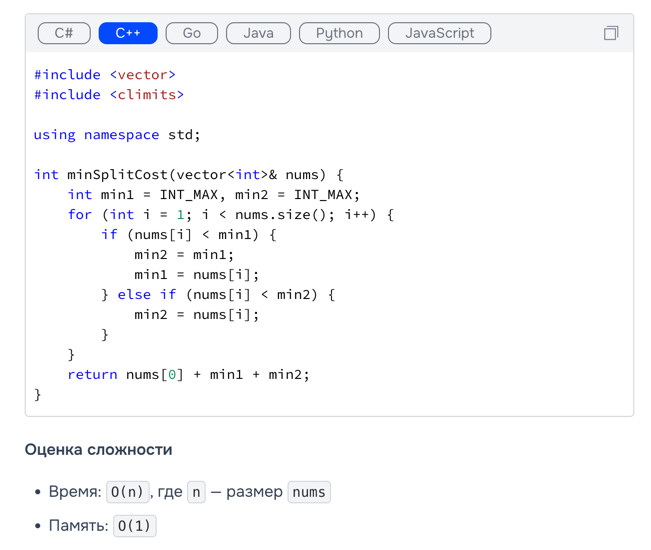 C# C++ Go Java Python JavaScript
#include <vector>
#include <climits>
using namespace std;
int minSplitCost(vector<int>& nums) {
    int min1 = INT_MAX, min2 = INT_MAX;
    for (int i = 1; i < nums.size(); i++) {
        if (nums[i] < min1) {
            min2 = min1;
            min1 = nums[i];
        } else if (nums[i] < min2) {
            min2 = nums[i];
        }
    }
    return nums[0] + min1 + min2;
}
Оценка сложности
• Время: O(n), где n — размер nums
• Память: O(1)